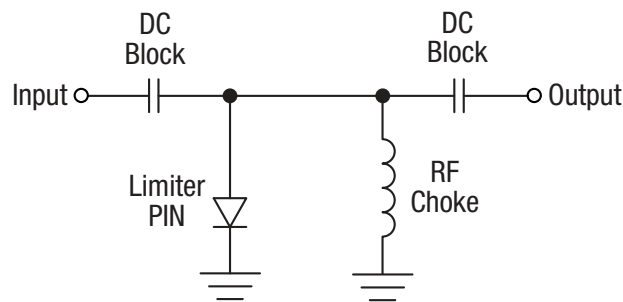 DC
Block
DC
Block
Input
Output
Limiter
PIN
RF
Choke